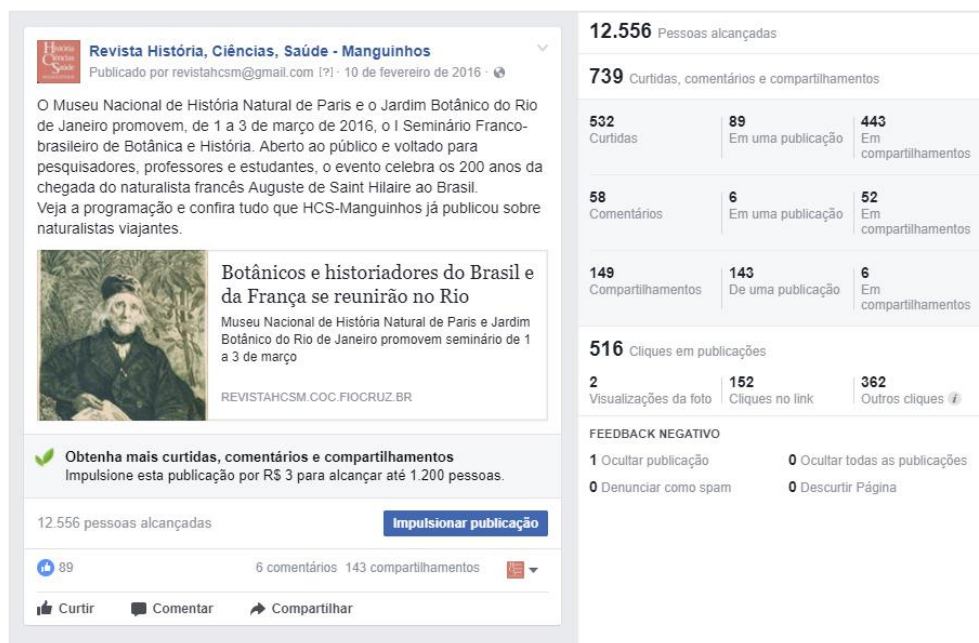 História
Ciências
Saúde
Revista História, Ciências, Saúde - Manguinhos
Publicado por revistahcsm@gmail.com [?] · 10 de fevereiro de 2016 ·
O Museu Nacional de História Natural de Paris e o Jardim Botânico do Rio
de Janeiro promovem, de 1 a 3 de março de 2016, o I Seminário Franco-
brasileiro de Botânica e História. Aberto ao público e voltado para
pesquisadores, professores e estudantes, o evento celebra os 200 anos da
chegada do naturalista francês Auguste de Saint Hilaire ao Brasil.
Veja a programação e confira tudo que HCS-Manguinhos já publicou sobre
naturalistas viajantes.
Botânicos e historiadores do Brasil e
da França se reunirão no Rio
Museu Nacional de História Natural de Paris e Jardim
Botânico do Rio de Janeiro promovem seminário de 1
a 3 de março
REVISTAHCSM.COC.FIOCRUZ.BR
Obtenha mais curtidas, comentários e compartilhamentos
Impulsione esta publicação por R$ 3 para alcançar até 1.200 pessoas.
12.556 pessoas alcançadas
Impulsionar publicação
89
6 comentários 143 compartilhamentos
Curtir Comentar Compartilhar
12.556 Pessoas alcançadas
739 Curtidas, comentários e compartilhamentos
532 89 443
Curtidas Em uma publicação Em
compartilhamentos
58 6 52
Comentários Em uma publicação Em
compartilhamentos
149 143 6
Compartilhamentos De uma publicação Em
compartilhamentos
516 Cliques em publicações
2 152 362
Visualizações da foto Cliques no link Outros cliques i
FEEDBACK NEGATIVO
1 Ocultar publicação 0 Ocultar todas as publicações
0 Denunciar como spam 0 Descurtir Página